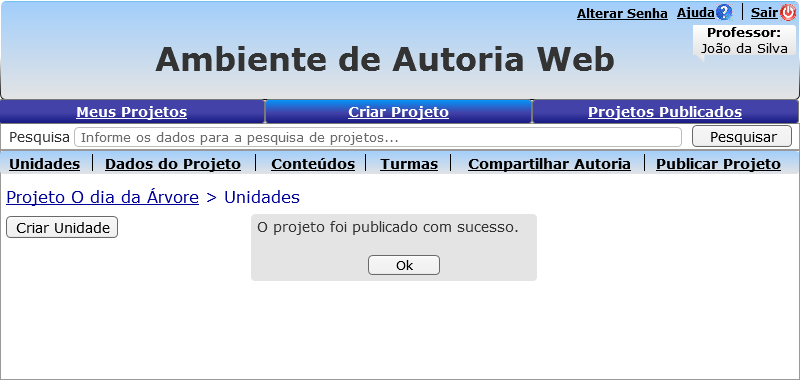 Alterar Senha Ajuda? Sair
Professor:
João da Silva
Ambiente de Autoria Web
Meus Projetos Criar Projeto Projetos Publicados
Pesquisa Informe os dados para a pesquisa de projetos... Pesquisar
Unidades Dados do Projeto Conteúdos Turmas Compartilhar Autoria Publicar Projeto
Projeto O dia da Árvore > Unidades
Criar Unidade
O projeto foi publicado com sucesso.
Ok